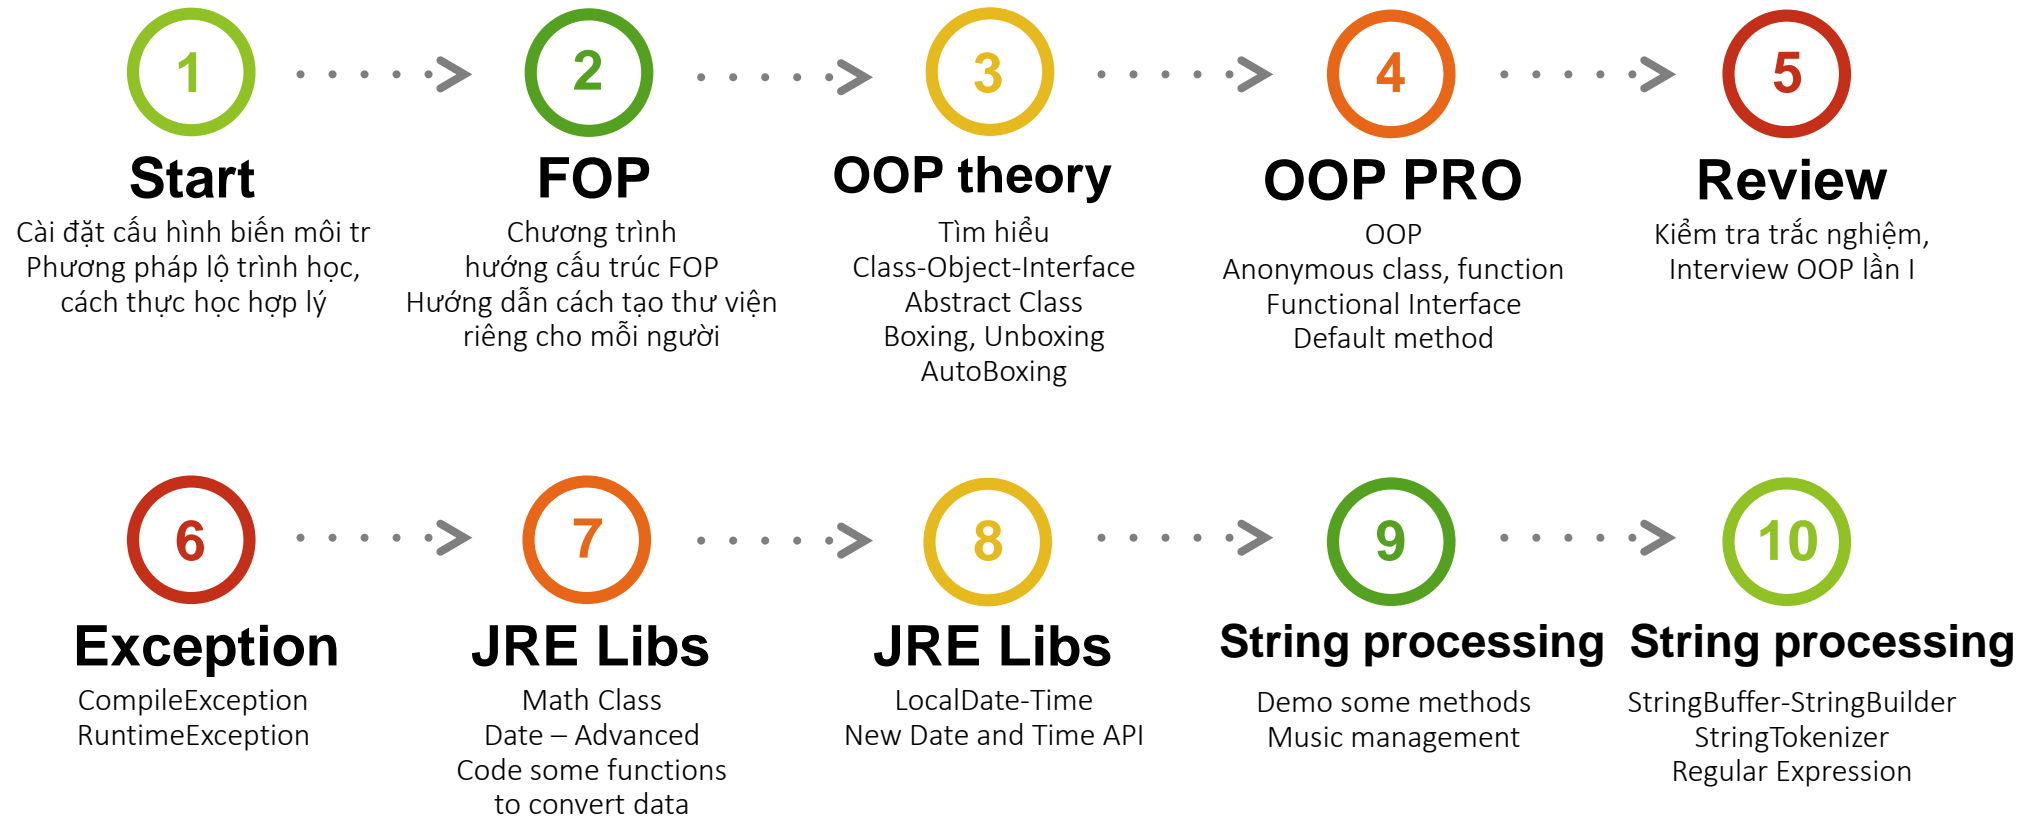 1
Start
Cài đặt cấu hình biến môi tr
Phương pháp lộ trình học,
cách thực học hợp lý
2
FOP
Chương trình
hướng cấu trúc FOP
Hướng dẫn cách tạo thư viện
riêng cho mỗi người
3
OOP theory
Tìm hiểu
Class-Object-Interface
Abstract Class
Boxing, Unboxing
AutoBoxing
4
OOP PRO
OOP
Anonymous class, function
Functional Interface
Default method
5
Review
Kiểm tra trắc nghiệm,
Interview OOP lần I
6
Exception
CompileException
RuntimeException
7
JRE Libs
Math Class
Date – Advanced
Code some functions
to convert data
8
JRE Libs
LocalDate-Time
New Date and Time API
9
String processing
Demo some methods
Music management
10
String processing
StringBuffer-StringBuilder
StringTokenizer
Regular Expression